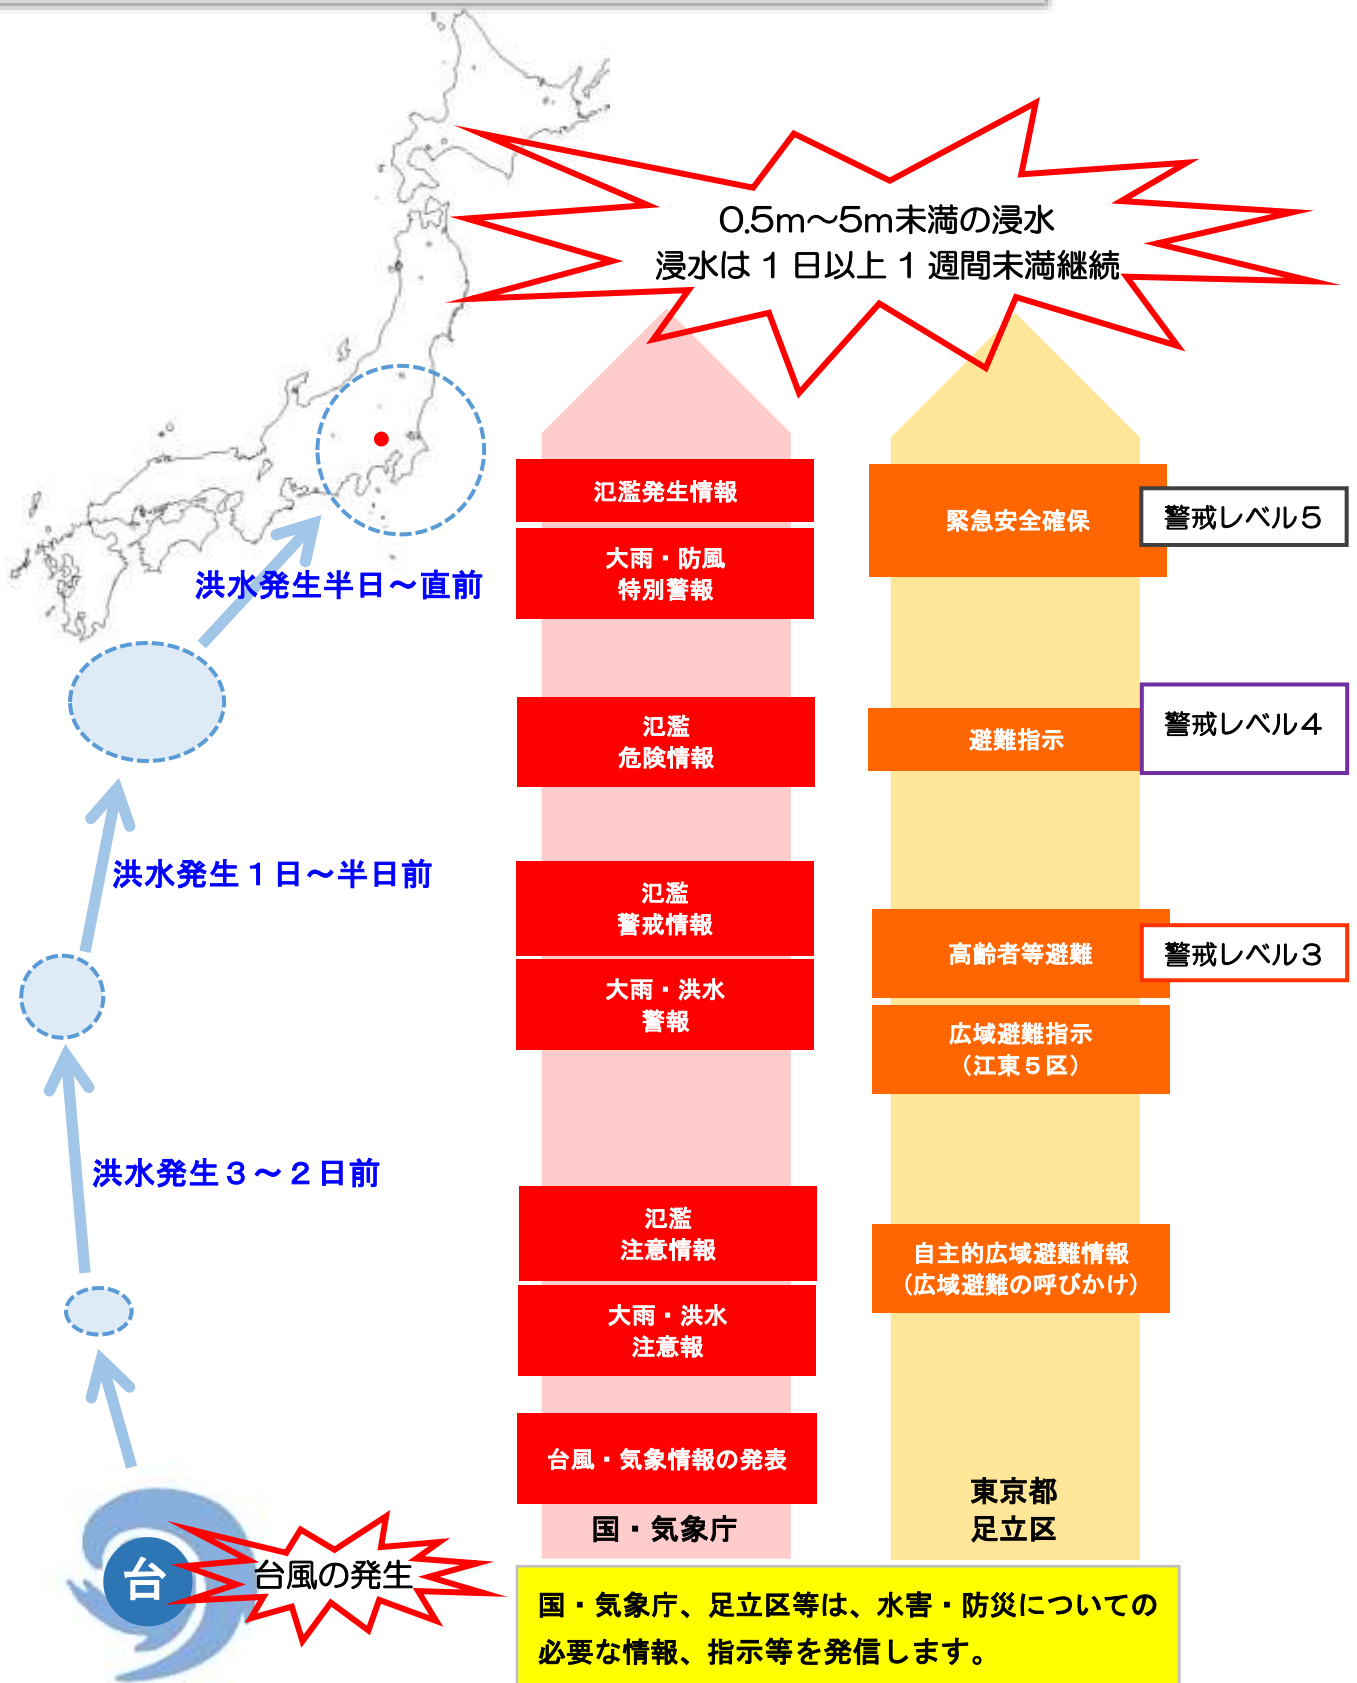 0.5m～5m未満の浸水
浸水は１日以上１週間未満継続
氾濫発生情報
大雨・防風
特別警報
緊急安全確保
警戒レベル５
洪水発生半日～直前
氾濫
危険情報
避難指示
警戒レベル４
洪水発生１日～半日前
氾濫
警戒情報
大雨・洪水
警報
高齢者等避難
警戒レベル３
広域避難指示
（江東５区）
洪水発生３～２日前
氾濫
注意情報
大雨・洪水
注意報
自主的広域避難情報
（広域避難の呼びかけ）
台風・気象情報の発表
国・気象庁
東京都
足立区
台
台風の発生
国・気象庁、足立区等は、水害・防災についての
必要な情報、指示等を発信します。